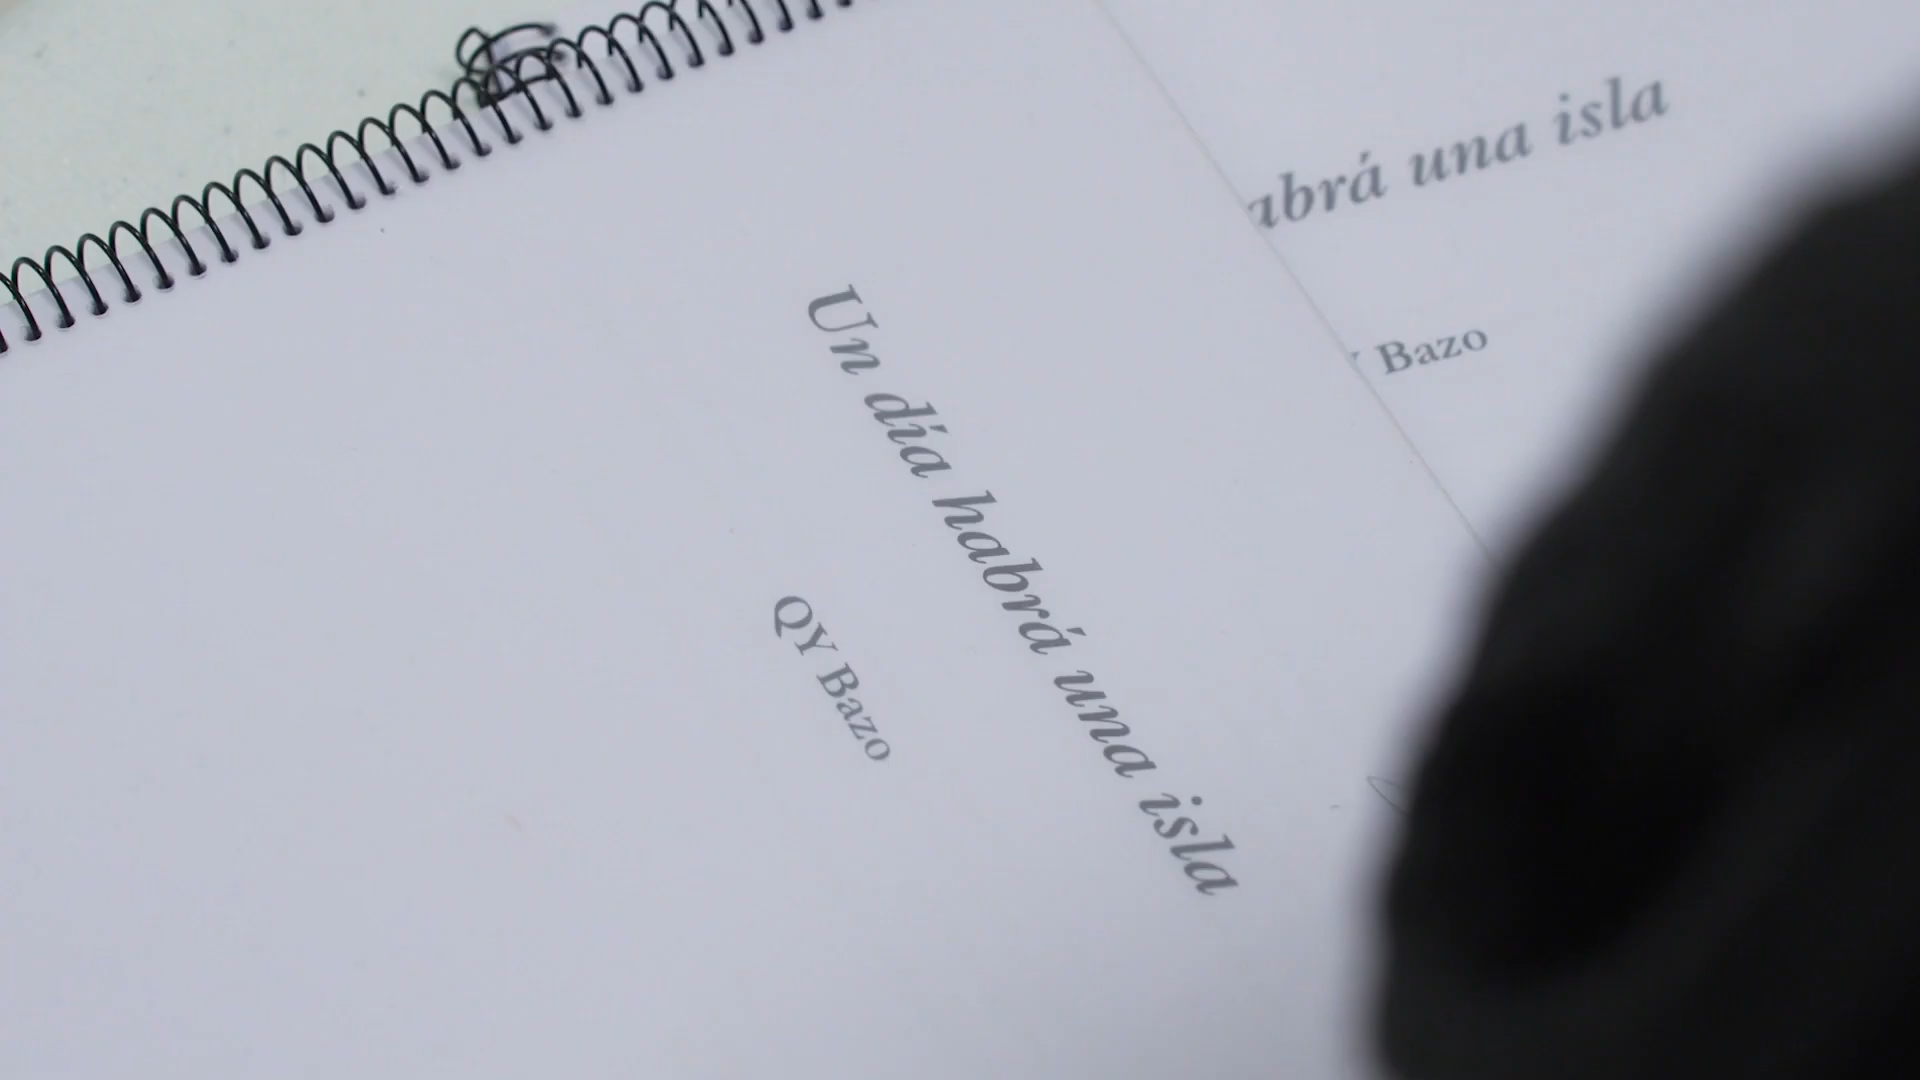 Un día habrá una isla
QY Bazo
abrá una isla
Bazo